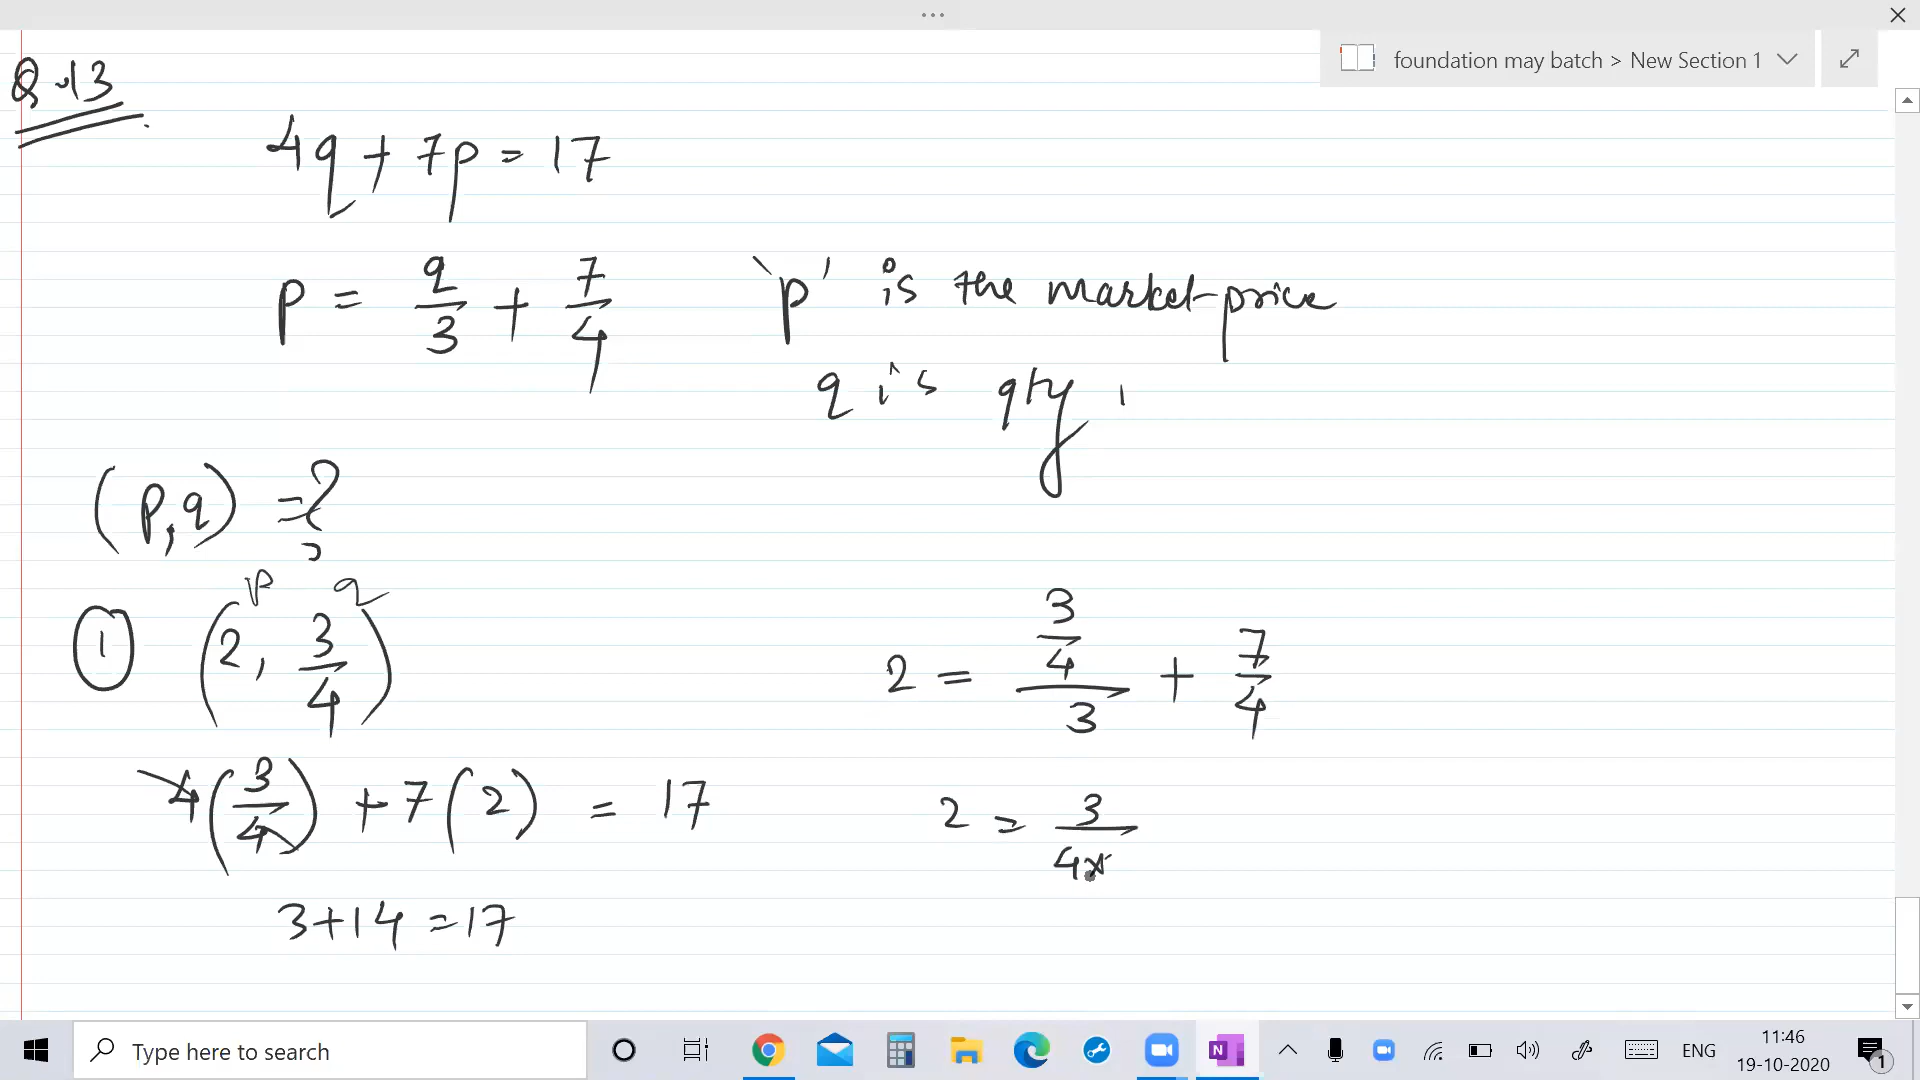 foundation may batch > New Section 1
Q.13
4q + 7p = 17
p = q/3 + 7/4
'p' is the market price
q is qty.
(p,q) = ?
p q
① (2, 3/4)
2 = 3/4/3 + 7/4
4(3/4) + 7(2) = 17
2 = 3/4x
3+14 = 17
Type here to search
ENG
11:46
19-10-2020
1